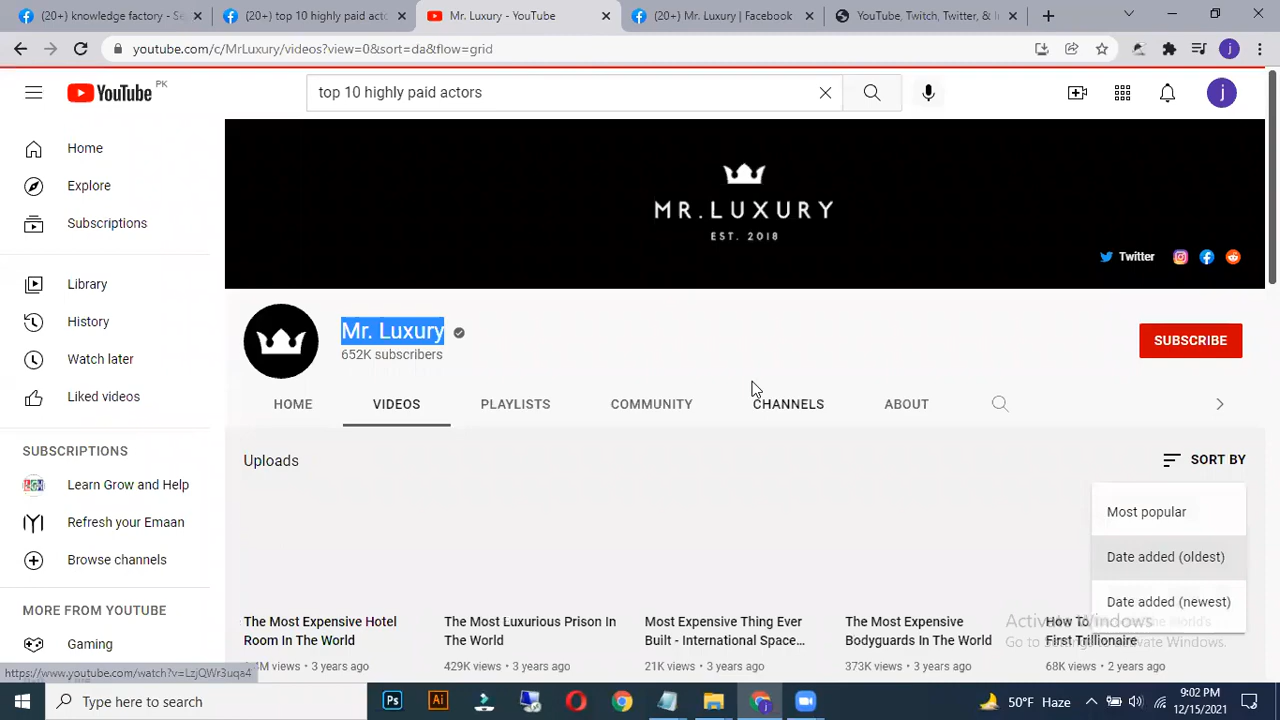 (20+) knowledge factory - Se
(20+) top 10 highly paid actors
Mr. Luxury - YouTube
(20+) Mr. Luxury | Facebook
YouTube, Twitch, Twitter, & In
youtube.com/c/MrLuxury/videos?view=0&sort=da&flow=grid
j
YouTube PK
top 10 highly paid actors
j
Home
Explore
Subscriptions
Library
History
Watch later
Liked videos
SUBSCRIPTIONS
Learn Grow and Help
Refresh your Emaan
Browse channels
MORE FROM YOUTUBE
Gaming
MR.LUXURY
EST. 2018
Twitter
Mr. Luxury
652K subscribers
SUBSCRIBE
HOME
VIDEOS
PLAYLISTS
COMMUNITY
CHANNELS
ABOUT
Uploads
SORT BY
Most popular
Date added (oldest)
Date added (newest)
The Most Expensive Hotel
Room In The World
views • 3 years ago
The Most Luxurious Prison In
The World
429K views • 3 years ago
Most Expensive Thing Ever
Built - International Space...
21K views • 3 years ago
The Most Expensive
Bodyguards In The World
373K views • 3 years ago
How To
First Trillionaire
68K views • 2 years ago
Activate Windows
Go to Settings to activate Windows.
https://www.youtube.com/watch?v=LzjQWr3uqa4
Type here to search
Ps
Ai
50°F Haze
9:02 PM
12/15/2021